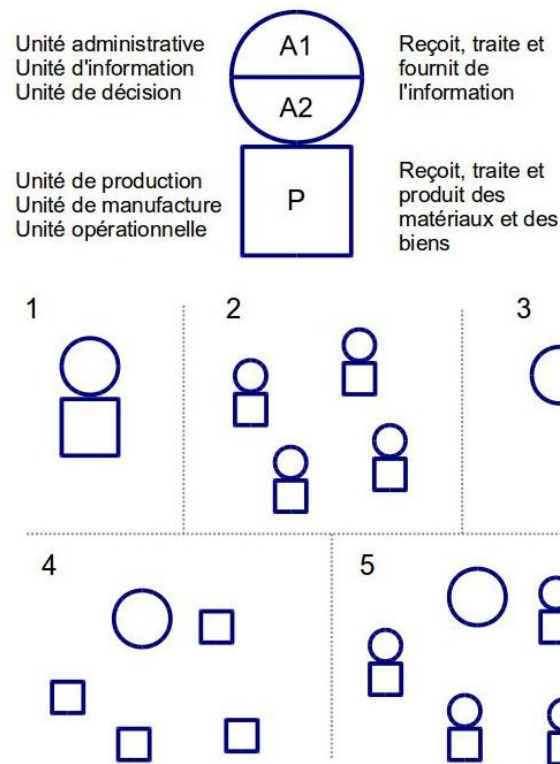 Unité administrative
Unité d'information
Unité de décision
A1
A2
Reçoit, traite et
fournit de
l'information
Unité de production
Unité de manufacture
Unité opérationnelle
P
Reçoit, traite et
produit des
matériaux et des
biens
1
2
3
4
5